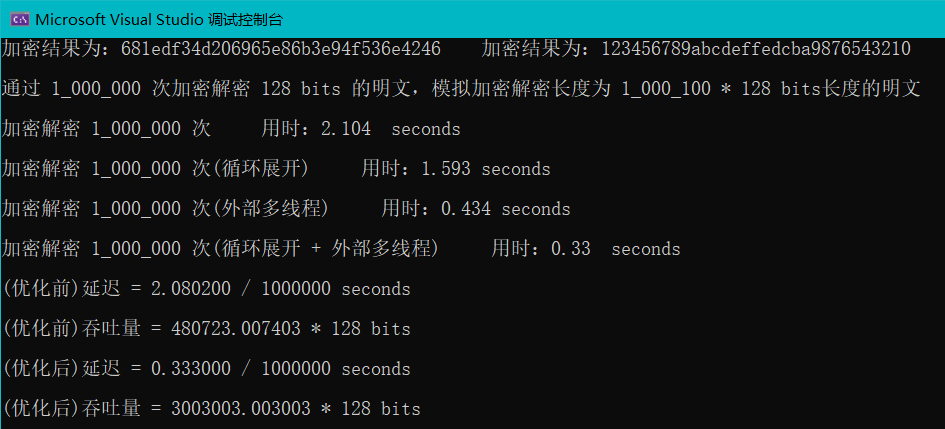 Microsoft Visual Studio 调试控制台
加密结果为：681edf34d206965e86b3e94f536e4246    加密结果为：123456789abcdeffedcba9876543210
通过 1_000_000 次加密解密 128 bits 的明文，模拟加密解密长度为 1_000_100 * 128 bits长度的明文
加密解密 1_000_000 次     用时：2.104  seconds
加密解密 1_000_000 次(循环展开)     用时：1.593 seconds
加密解密 1_000_000 次(外部多线程)     用时：0.434 seconds
加密解密 1_000_000 次(循环展开 + 外部多线程)     用时：0.33  seconds
(优化前)延迟 = 2.080200 / 1000000 seconds
(优化前)吞吐量 = 480723.007403 * 128 bits
(优化后)延迟 = 0.333000 / 1000000 seconds
(优化后)吞吐量 = 3003003.003003 * 128 bits